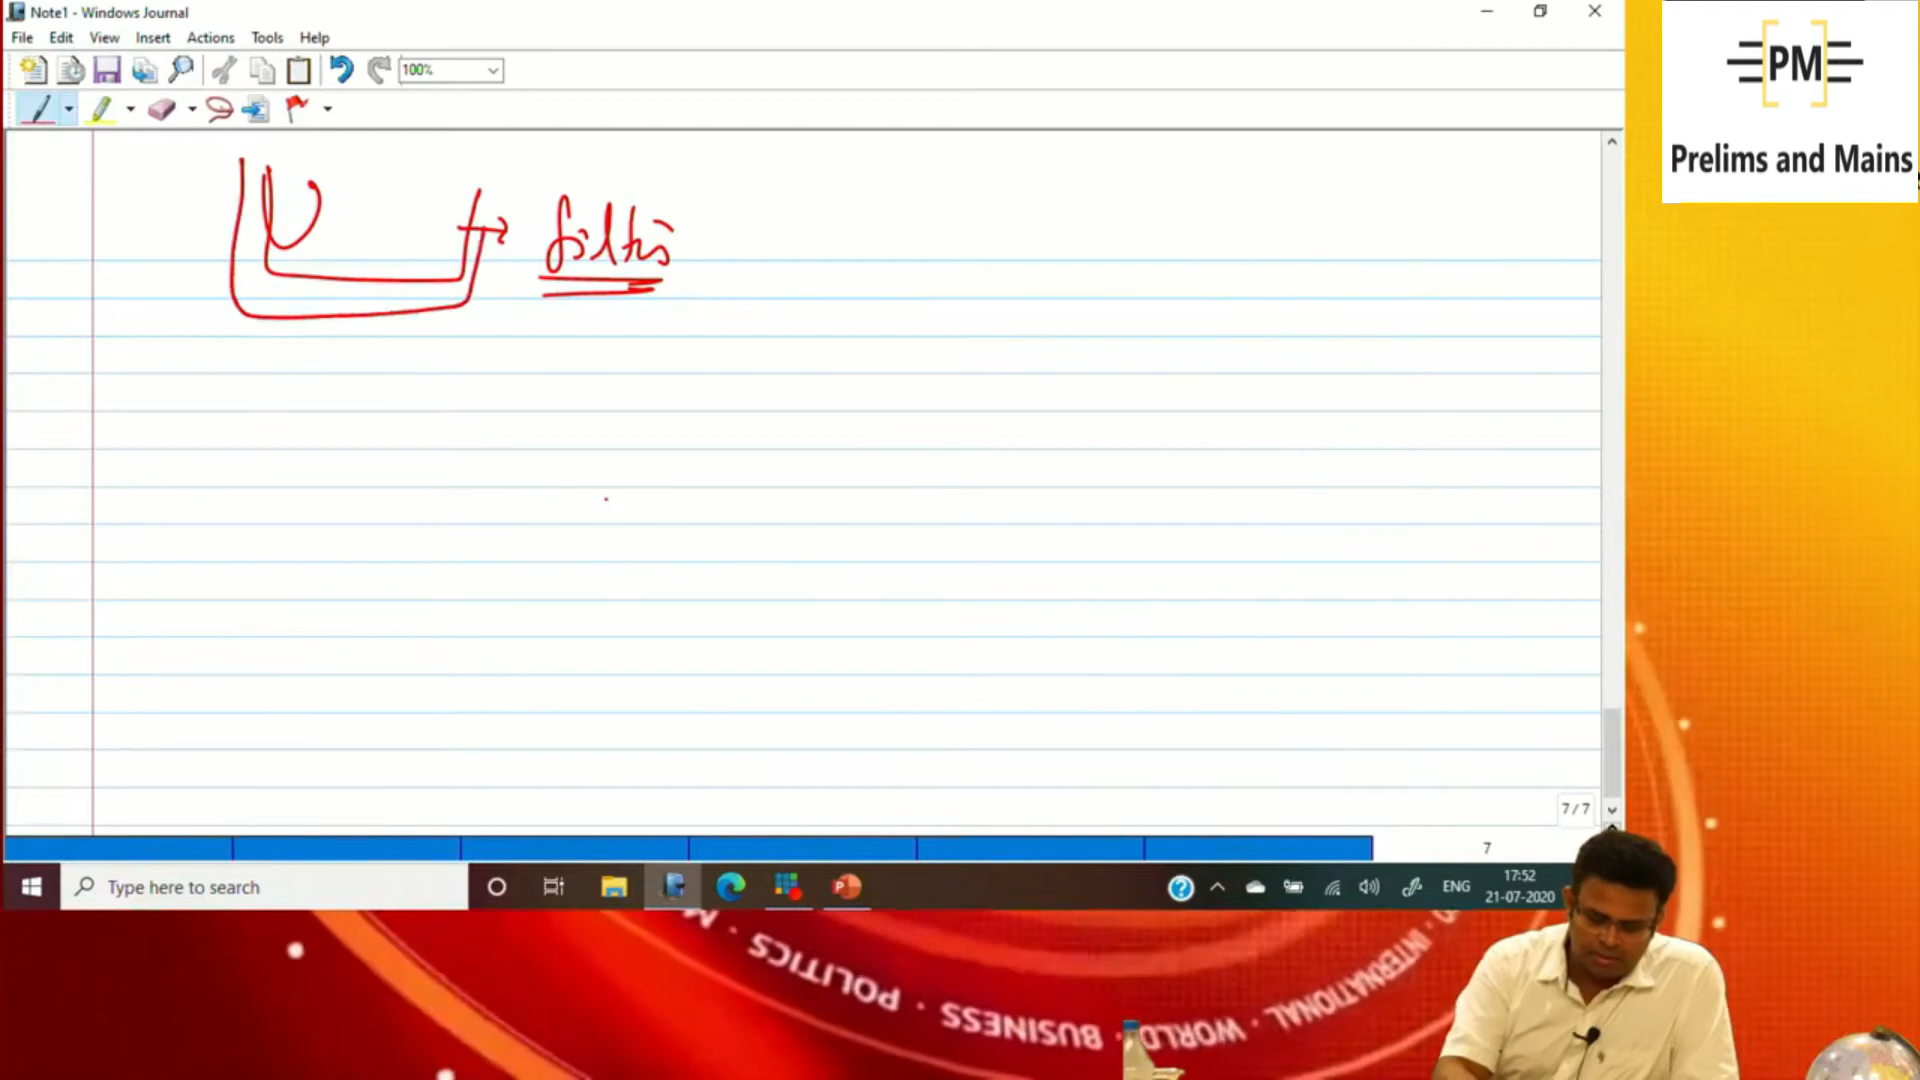 Note1 - Windows Journal
File Edit View Insert Actions Tools Help
100%
PM
Prelims and Mains
7 / 7
7
Type here to search
ENG
17:52
21-07-2020
POLITICS · BUSINESS · WORLD · INTERNATIONAL